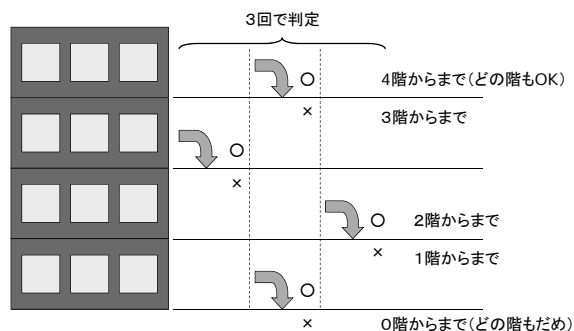 3回で判定
○
4階からまで（どの階もOK）
×
3階からまで
○
×
○
2階からまで
×
1階からまで
○
×
0階からまで（どの階もだめ）